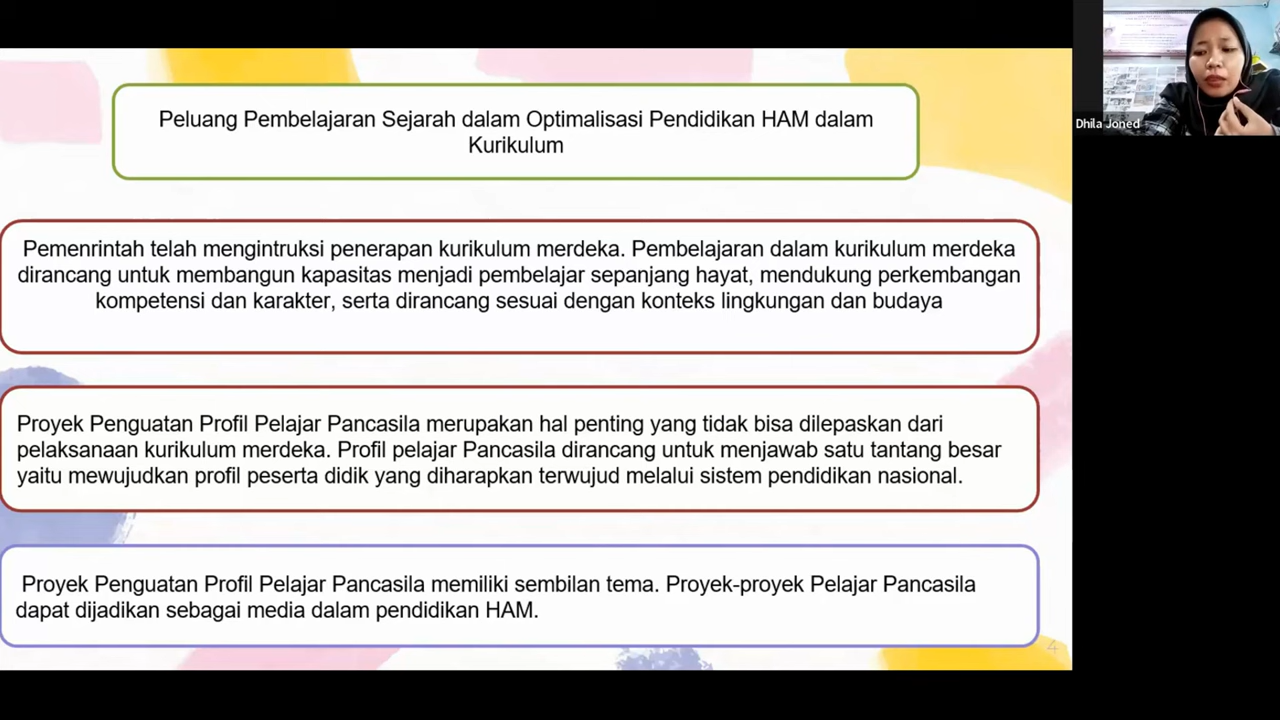 Peluang Pembelajaran Sejarah dalam Optimalisasi Pendidikan HAM dalam
Kurikulum
Pemenrintah telah mengintruksi penerapan kurikulum merdeka. Pembelajaran dalam kurikulum merdeka
dirancang untuk membangun kapasitas menjadi pembelajar sepanjang hayat, mendukung perkembangan
kompetensi dan karakter, serta dirancang sesuai dengan konteks lingkungan dan budaya
Proyek Penguatan Profil Pelajar Pancasila merupakan hal penting yang tidak bisa dilepaskan dari
pelaksanaan kurikulum merdeka. Profil pelajar Pancasila dirancang untuk menjawab satu tantang besar
yaitu mewujudkan profil peserta didik yang diharapkan terwujud melalui sistem pendidikan nasional.
Proyek Penguatan Profil Pelajar Pancasila memiliki sembilan tema. Proyek-proyek Pelajar Pancasila
dapat dijadikan sebagai media dalam pendidikan HAM.
4
Dhila Joned